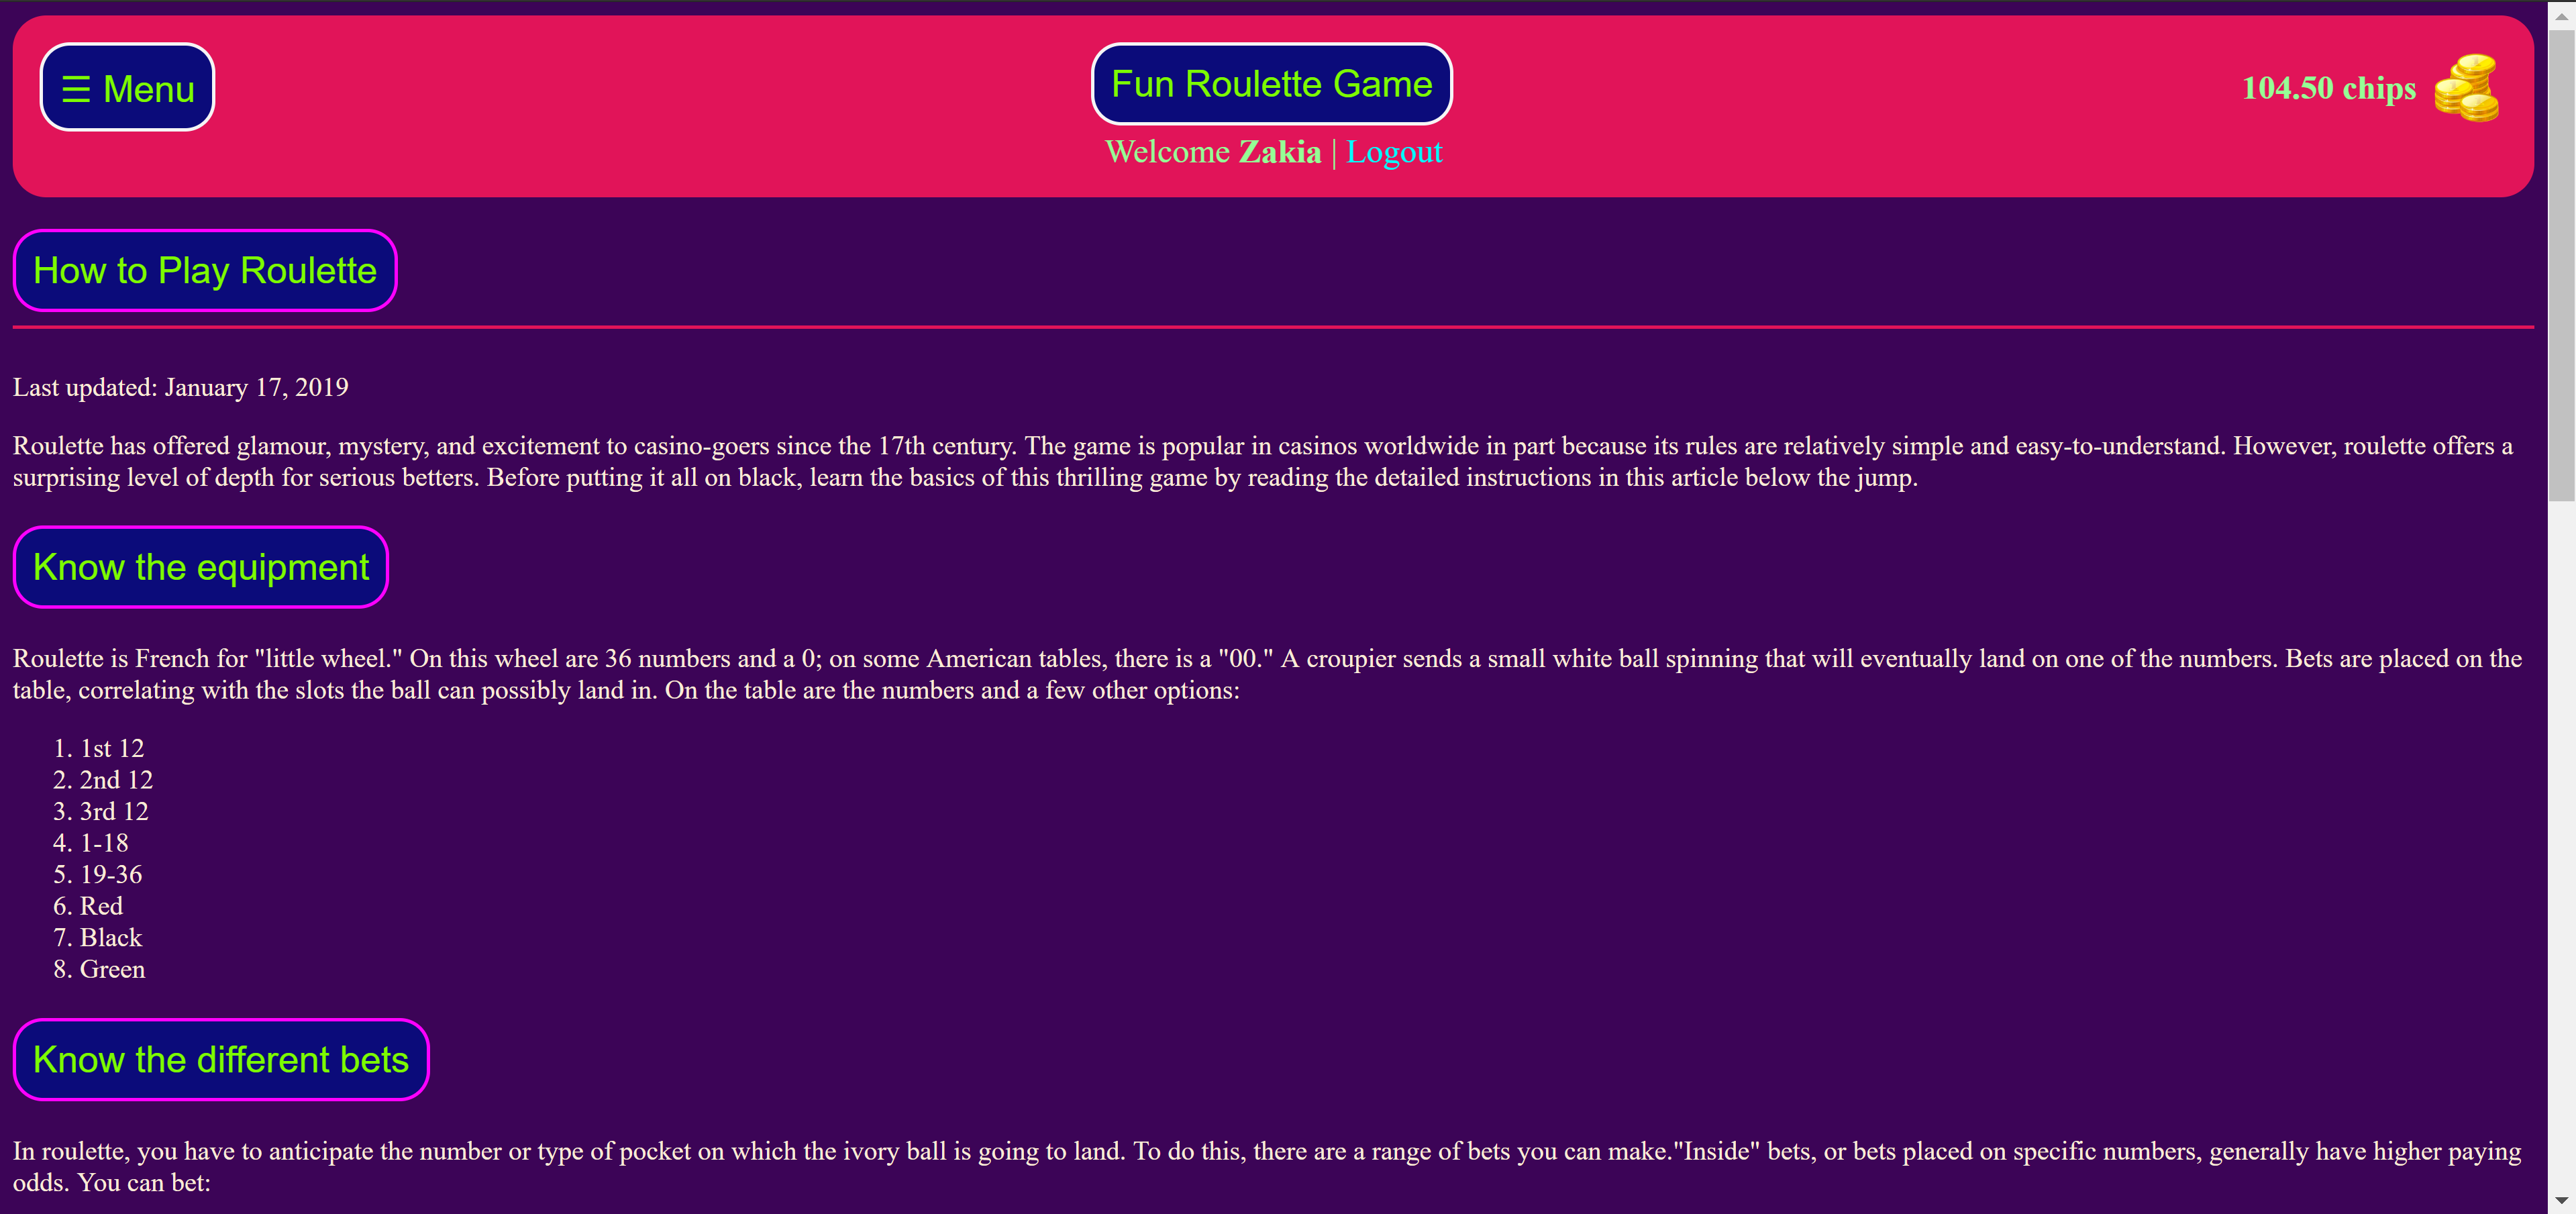 ☰ Menu
Fun Roulette Game
104.50 chips
Welcome Zakia | Logout
How to Play Roulette
Last updated: January 17, 2019
Roulette has offered glamour, mystery, and excitement to casino-goers since the 17th century. The game is popular in casinos worldwide in part because its rules are relatively simple and easy-to-understand. However, roulette offers a
surprising level of depth for serious betters. Before putting it all on black, learn the basics of this thrilling game by reading the detailed instructions in this article below the jump.
Know the equipment
Roulette is French for "little wheel." On this wheel are 36 numbers and a 0; on some American tables, there is a "00." A croupier sends a small white ball spinning that will eventually land on one of the numbers. Bets are placed on the
table, correlating with the slots the ball can possibly land in. On the table are the numbers and a few other options:
1. 1st 12
2. 2nd 12
3. 3rd 12
4. 1-18
5. 19-36
6. Red
7. Black
8. Green
Know the different bets
In roulette, you have to anticipate the number or type of pocket on which the ivory ball is going to land. To do this, there are a range of bets you can make."Inside" bets, or bets placed on specific numbers, generally have higher paying
odds. You can bet: